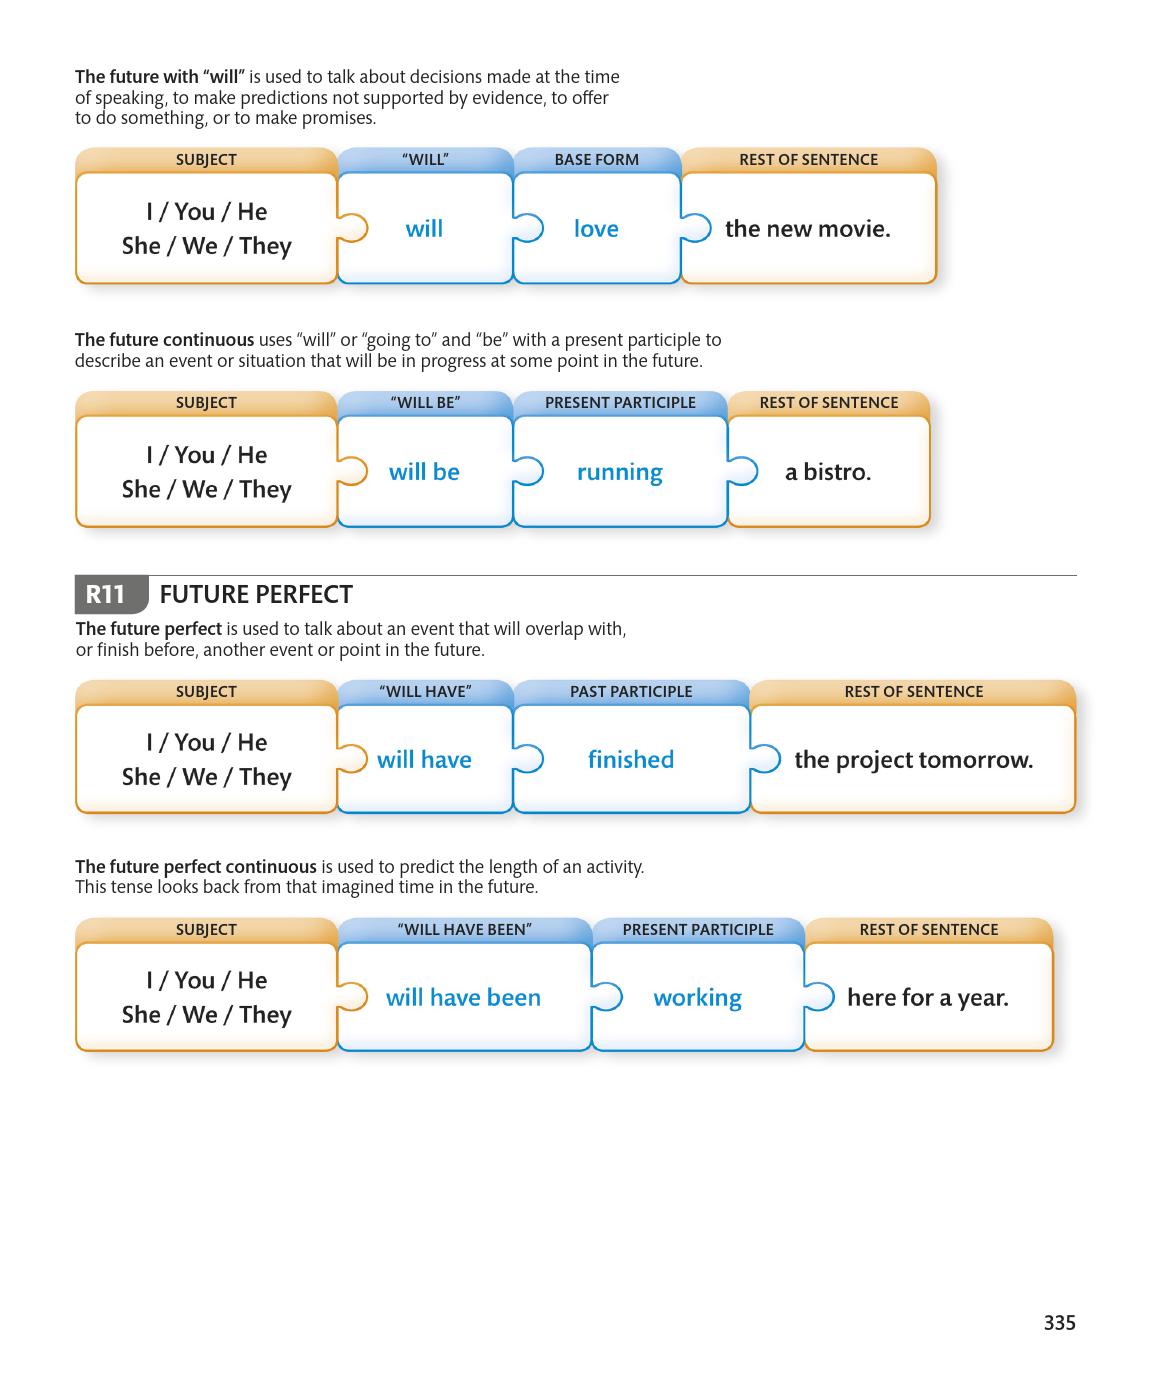 The future with “will” is used to talk about decisions made at the time
of speaking, to make predictions not supported by evidence, to offer
to do something, or to make promises.
SUBJECT “WILL” BASE FORM REST OF SENTENCE
I / You / He
She / We / They
will love the new movie.
The future continuous uses “will” or “going to” and “be” with a present participle to
describe an event or situation that will be in progress at some point in the future.
SUBJECT “WILL BE” PRESENT PARTICIPLE REST OF SENTENCE
I / You / He
She / We / They
will be running a bistro.
R11 FUTURE PERFECT
The future perfect is used to talk about an event that will overlap with,
or finish before, another event or point in the future.
SUBJECT “WILL HAVE” PAST PARTICIPLE REST OF SENTENCE
I / You / He
She / We / They
will have finished the project tomorrow.
The future perfect continuous is used to predict the length of an activity.
This tense looks back from that imagined time in the future.
SUBJECT “WILL HAVE BEEN” PRESENT PARTICIPLE REST OF SENTENCE
I / You / He
She / We / They
will have been working here for a year.
335